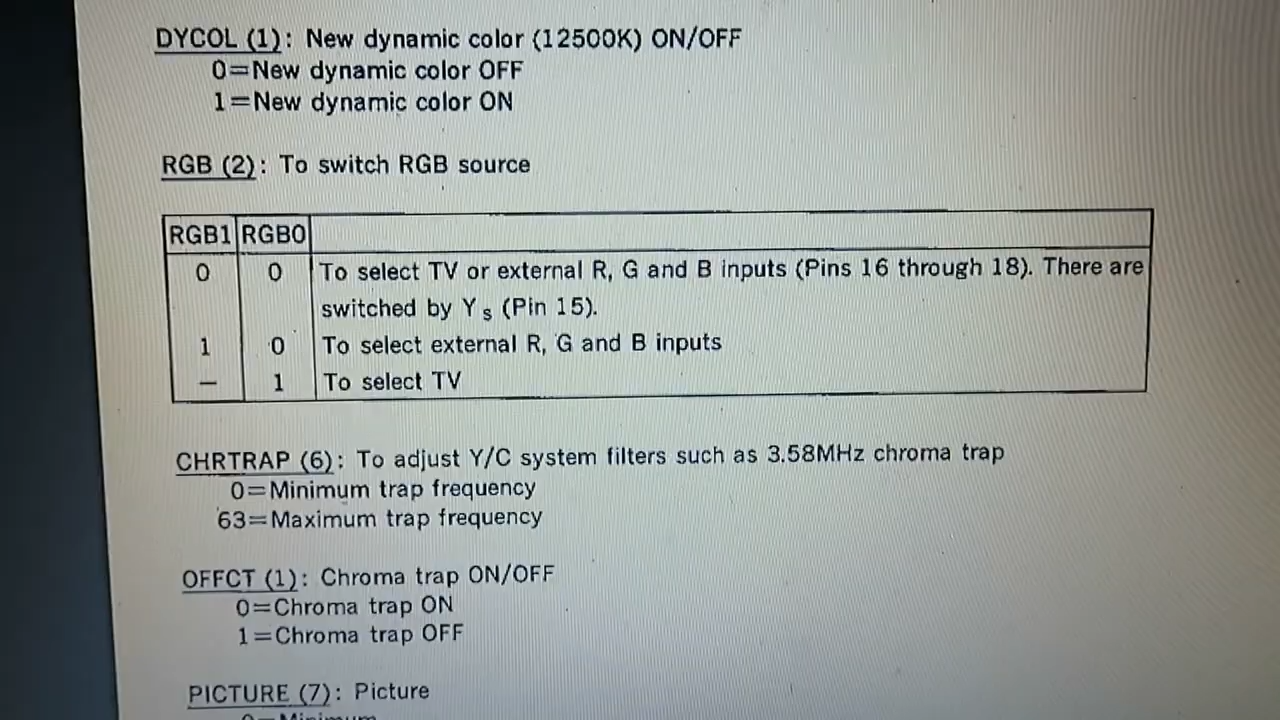 DYCOL (1): New dynamic color (12500K) ON/OFF
0=New dynamic color OFF
1=New dynamic color ON
RGB (2): To switch RGB source
RGB1 RGB0
0 0 To select TV or external R, G and B inputs (Pins 16 through 18). There are
switched by Ys (Pin 15).
1 0 To select external R, G and B inputs
— 1 To select TV
CHRTRAP (6): To adjust Y/C system filters such as 3.58MHz chroma trap
0=Minimum trap frequency
63=Maximum trap frequency
OFFCT (1): Chroma trap ON/OFF
0=Chroma trap ON
1=Chroma trap OFF
PICTURE (7): Picture
0=Minimum